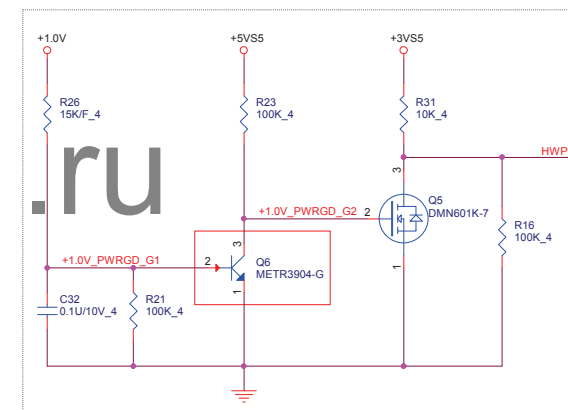 +1.0V
+5VS5
+3VS5
R26
15K/F_4
R23
100K_4
R31
10K_4
HWP
3
.ru
Q5
DMN601K-7
+1.0V_PWRGD_G2
2
R16
100K_4
3
+1.0V_PWRGD_G1
2
Q6
METR3904-G
1
1
C32
0.1U/10V_4
R21
100K_4